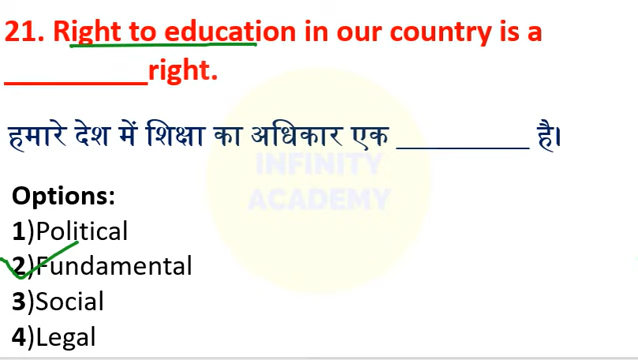 21. Right to education in our country is a
__________right.
हमारे देश में शिक्षा का अधिकार एक __________ है।
INFINITY
ACADEMY
Options:
1)Political
2)Fundamental
3)Social
4)Legal